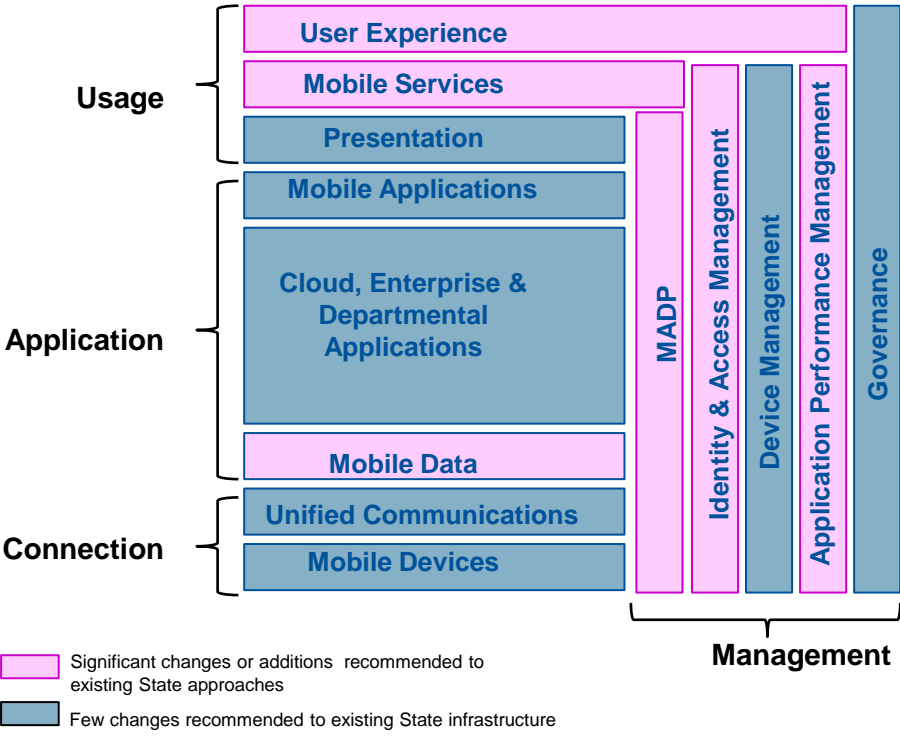 User Experience
Mobile Services
Usage
Presentation
Mobile Applications
Cloud, Enterprise &
Departmental
Applications
Application
Mobile Data
Unified Communications
Connection
Mobile Devices
MADP
Identity & Access Management
Device Management
Application Performance Management
Governance
Management
Significant changes or additions recommended to
existing State approaches
Few changes recommended to existing State infrastructure